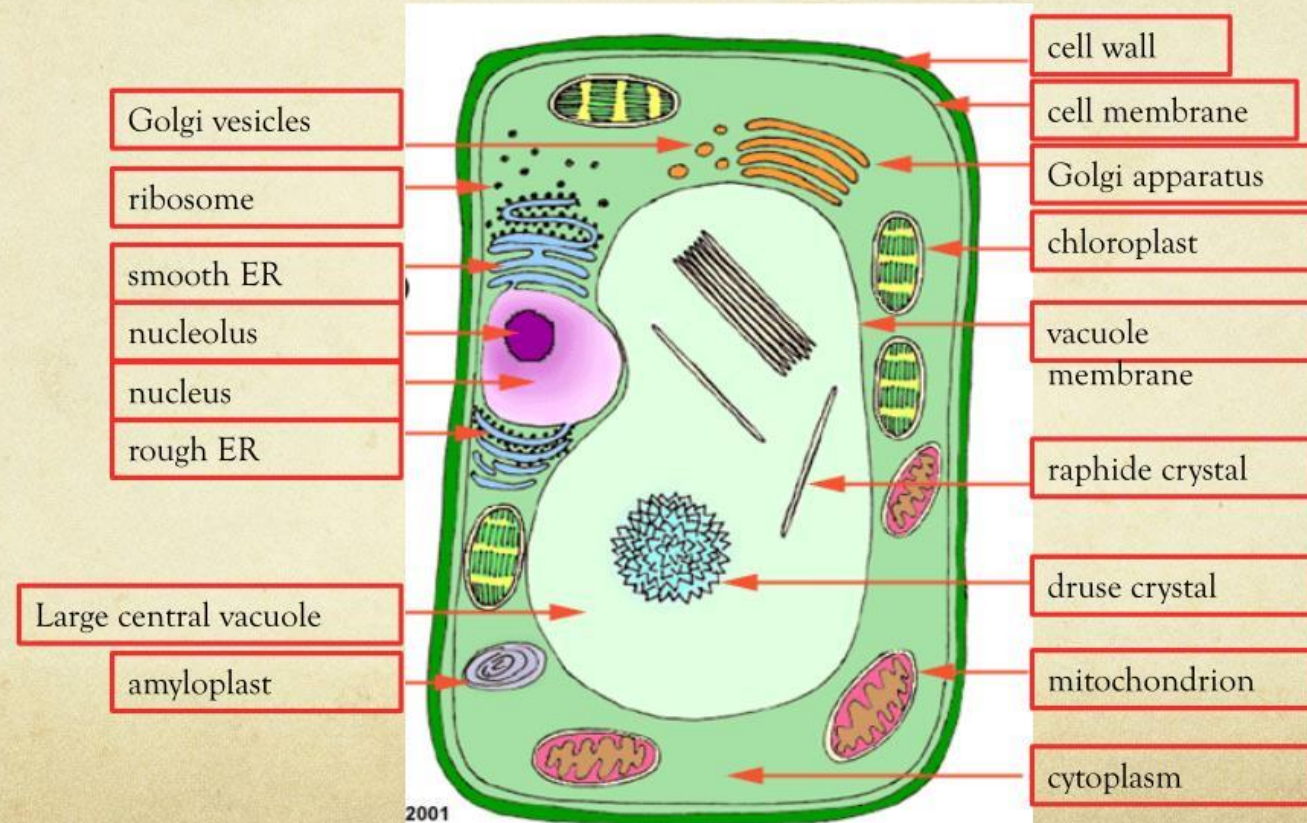 Golgi vesicles
ribosome
smooth ER
nucleolus
nucleus
rough ER
Large central vacuole
amyloplast
cell wall
cell membrane
Golgi apparatus
chloroplast
vacuole
membrane
raphide crystal
druse crystal
mitochondrion
cytoplasm
2001